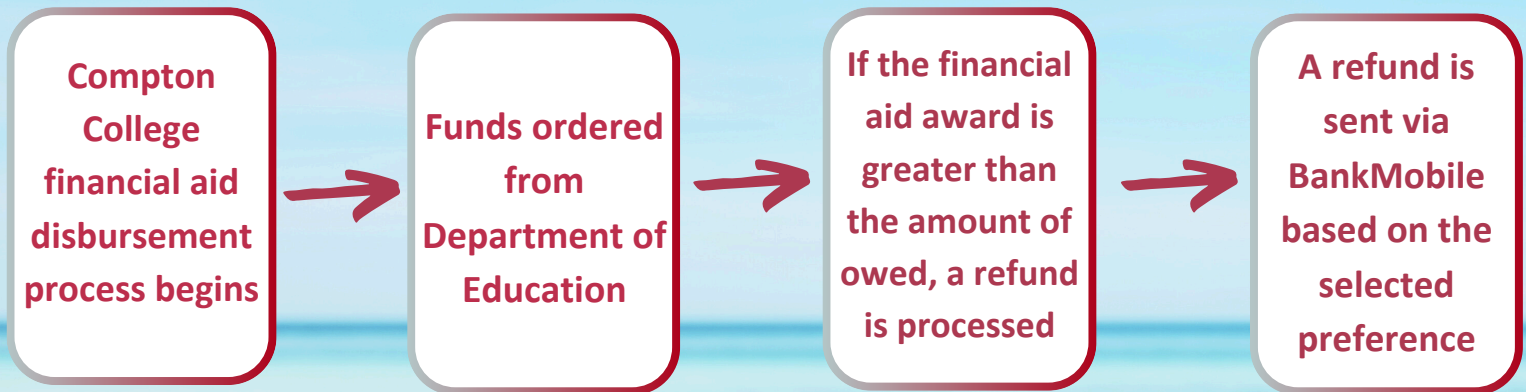 Compton
College
financial aid
disbursement
process begins
Funds ordered
from
Department of
Education
If the financial
aid award is
greater than
the amount of
owed, a refund
is processed
A refund is
sent via
BankMobile
based on the
selected
preference